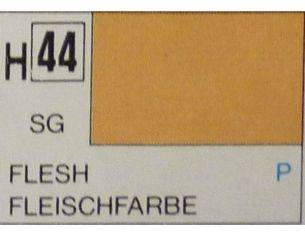 H 44
SG
FLESH P
FLEISCHFARBE